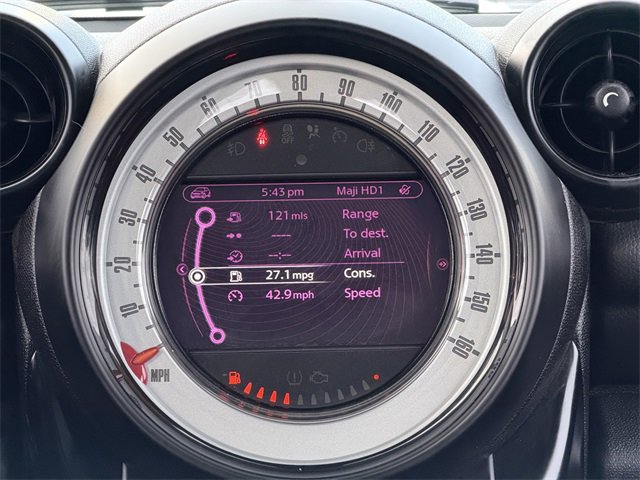 10 20 30 40 50 60 70 80 90 100 110 120 130 140 150 160
OFF
5:43 pm Maji HD1
121 mls Range
---- To dest.
--:-- Arrival
27.1 mpg Cons.
42.9 mph Speed
MPH